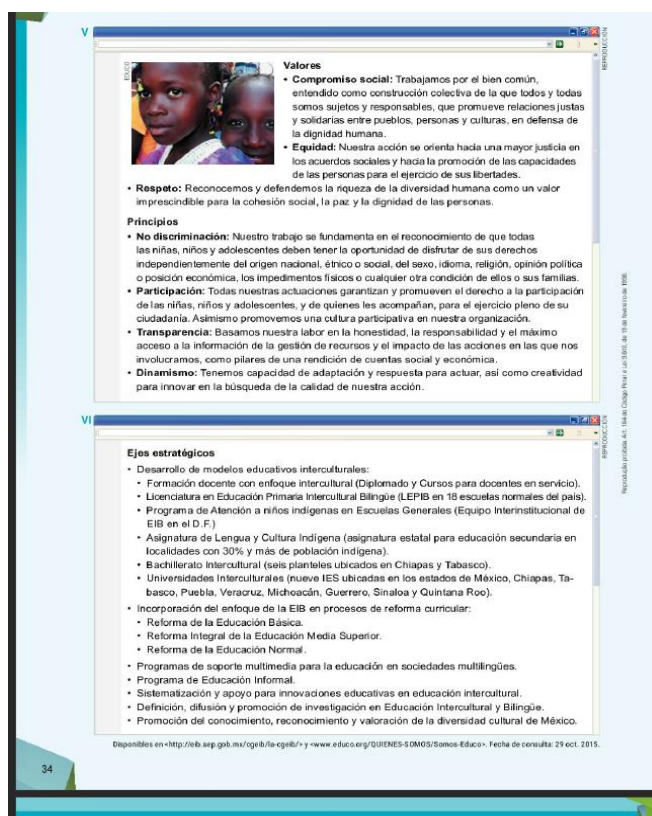 V
REPRODUCCIÓN
EDUCO
Valores
• Compromiso social: Trabajamos por el bien común,
entendido como construcción colectiva de la que todos y todas
somos sujetos y responsables, que promueve relaciones justas
y solidarias entre pueblos, personas y culturas, en defensa de
la dignidad humana.
• Equidad: Nuestra acción se orienta hacia una mayor justicia en
los acuerdos sociales y hacia la promoción de las capacidades
de las personas para el ejercicio de sus libertades.
• Respeto: Reconocemos y defendemos la riqueza de la diversidad humana como un valor
imprescindible para la cohesión social, la paz y la dignidad de las personas.
Principios
• No discriminación: Nuestro trabajo se fundamenta en el reconocimiento de que todas
las niñas, niños y adolescentes deben tener la oportunidad de disfrutar de sus derechos
independientemente del origen nacional, étnico o social, del sexo, idioma, religión, opinión política
o posición económica, los impedimentos físicos o cualquier otra condición de ellos o sus familias.
• Participación: Todas nuestras actuaciones garantizan y promueven el derecho a la participación
de las niñas, niños y adolescentes, y de quienes les acompañan, para el ejercicio pleno de su
ciudadanía. Asimismo promovemos una cultura participativa en nuestra organización.
• Transparencia: Basamos nuestra labor en la honestidad, la responsabilidad y el máximo
acceso a la información de la gestión de recursos y el impacto de las acciones en las que nos
involucramos, como pilares de una rendición de cuentas social y económica.
• Dinamismo: Tenemos capacidad de adaptación y respuesta para actuar, así como creatividad
para innovar en la búsqueda de la calidad de nuestra acción.
Reprodução proibida. Art. 184 do Código Penal e Lei 9.610, de 19 de fevereiro de 1998.
VI
REPRODUCCIÓN
Ejes estratégicos
• Desarrollo de modelos educativos interculturales:
• Formación docente con enfoque intercultural (Diplomado y Cursos para docentes en servicio).
• Licenciatura en Educación Primaria Intercultural Bilingüe (LEPIB en 18 escuelas normales del país).
• Programa de Atención a niños indígenas en Escuelas Generales (Equipo Interinstitucional de
EIB en el D.F.)
• Asignatura de Lengua y Cultura Indígena (asignatura estatal para educación secundaria en
localidades con 30% y más de población indígena).
• Bachillerato Intercultural (seis planteles ubicados en Chiapas y Tabasco).
• Universidades Interculturales (nueve IES ubicadas en los estados de México, Chiapas, Ta-
basco, Puebla, Veracruz, Michoacán, Guerrero, Sinaloa y Quintana Roo).
• Incorporación del enfoque de la EIB en procesos de reforma curricular:
• Reforma de la Educación Básica.
• Reforma Integral de la Educación Media Superior.
• Reforma de la Educación Normal.
• Programas de soporte multimedia para la educación en sociedades multilingües.
• Programa de Educación Informal.
• Sistematización y apoyo para innovaciones educativas en educación intercultural.
• Definición, difusión y promoción de investigación en Educación Intercultural y Bilingüe.
• Promoción del conocimiento, reconocimiento y valoración de la diversidad cultural de México.
Disponibles en <http://eib.sep.gob.mx/cgeib/la-cgeib/> y <www.educo.org/QUIENES-SOMOS/Somos-Educo>. Fecha de consulta: 29 oct. 2015.
34